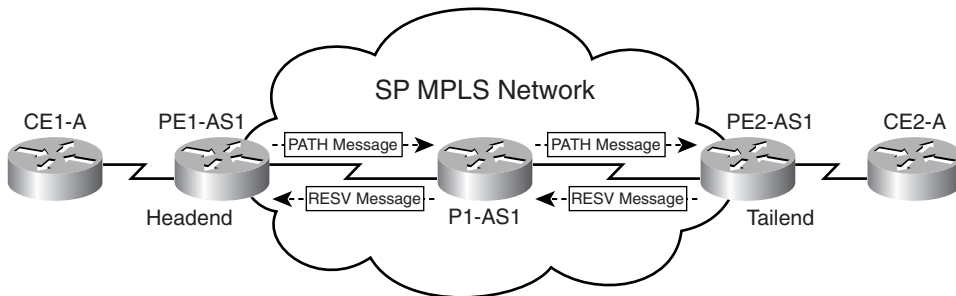 SP MPLS Network
CE1-A
PE1-AS1
PE2-AS1
CE2-A
PATH Message
PATH Message
RESV Message
RESV Message
Headend
P1-AS1
Tailend